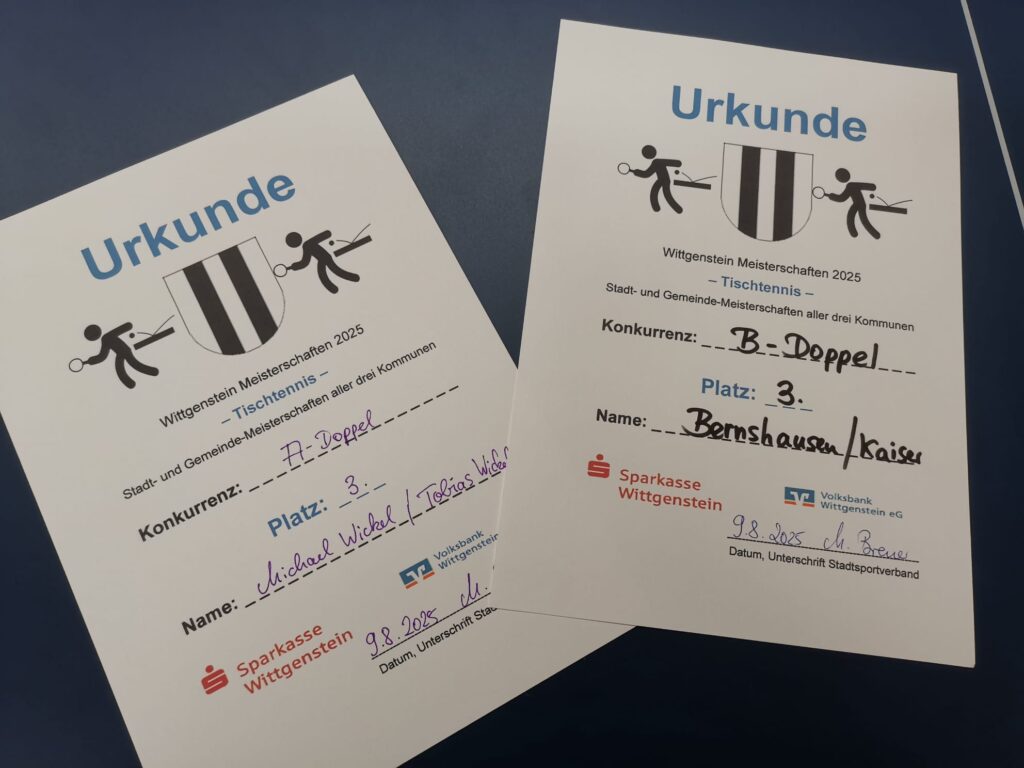 Urkunde
Wittgenstein Meisterschaften 2025
– Tischtennis –
Stadt- und Gemeinde-Meisterschaften aller drei Kommunen
Konkurrenz: A-Doppel
Platz: 3.
Name: Michael Wickel / Tobias Wickel
Sparkasse
Wittgenstein
Volksbank
Wittgenstein
9.8.2025 M.
Datum, Unterschrift
Urkunde
Wittgenstein Meisterschaften 2025
– Tischtennis –
Stadt- und Gemeinde-Meisterschaften aller drei Kommunen
Konkurrenz: B-Doppel
Platz: 3.
Name: Bernshausen/Kaiser
Sparkasse
Wittgenstein
Volksbank
Wittgenstein eG
9.8.2025 M.
Datum, Unterschrift Stadtsportverband